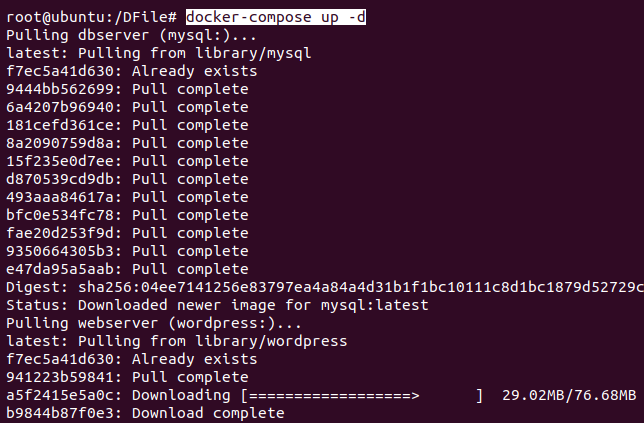 root@ubuntu:/DFile# docker-compose up -d
Pulling dbserver (mysql:)...
latest: Pulling from library/mysql
f7ec5a41d630: Already exists
9444bb562699: Pull complete
6a4207b96940: Pull complete
181cefd361ce: Pull complete
8a2090759d8a: Pull complete
15f235e0d7ee: Pull complete
d870539cd9db: Pull complete
493aaa84617a: Pull complete
bfc0e534fc78: Pull complete
fae20d253f9d: Pull complete
9350664305b3: Pull complete
e47da95a5aab: Pull complete
Digest: sha256:04ee7141256e83797ea4a84a4d31b1f1bc10111c8d1bc1879d52729c
Status: Downloaded newer image for mysql:latest
Pulling webserver (wordpress:)...
latest: Pulling from library/wordpress
f7ec5a41d630: Already exists
941223b59841: Pull complete
a5f2415e5a0c: Downloading [==================>       ]  29.02MB/76.68MB
b9844b87f0e3: Download complete